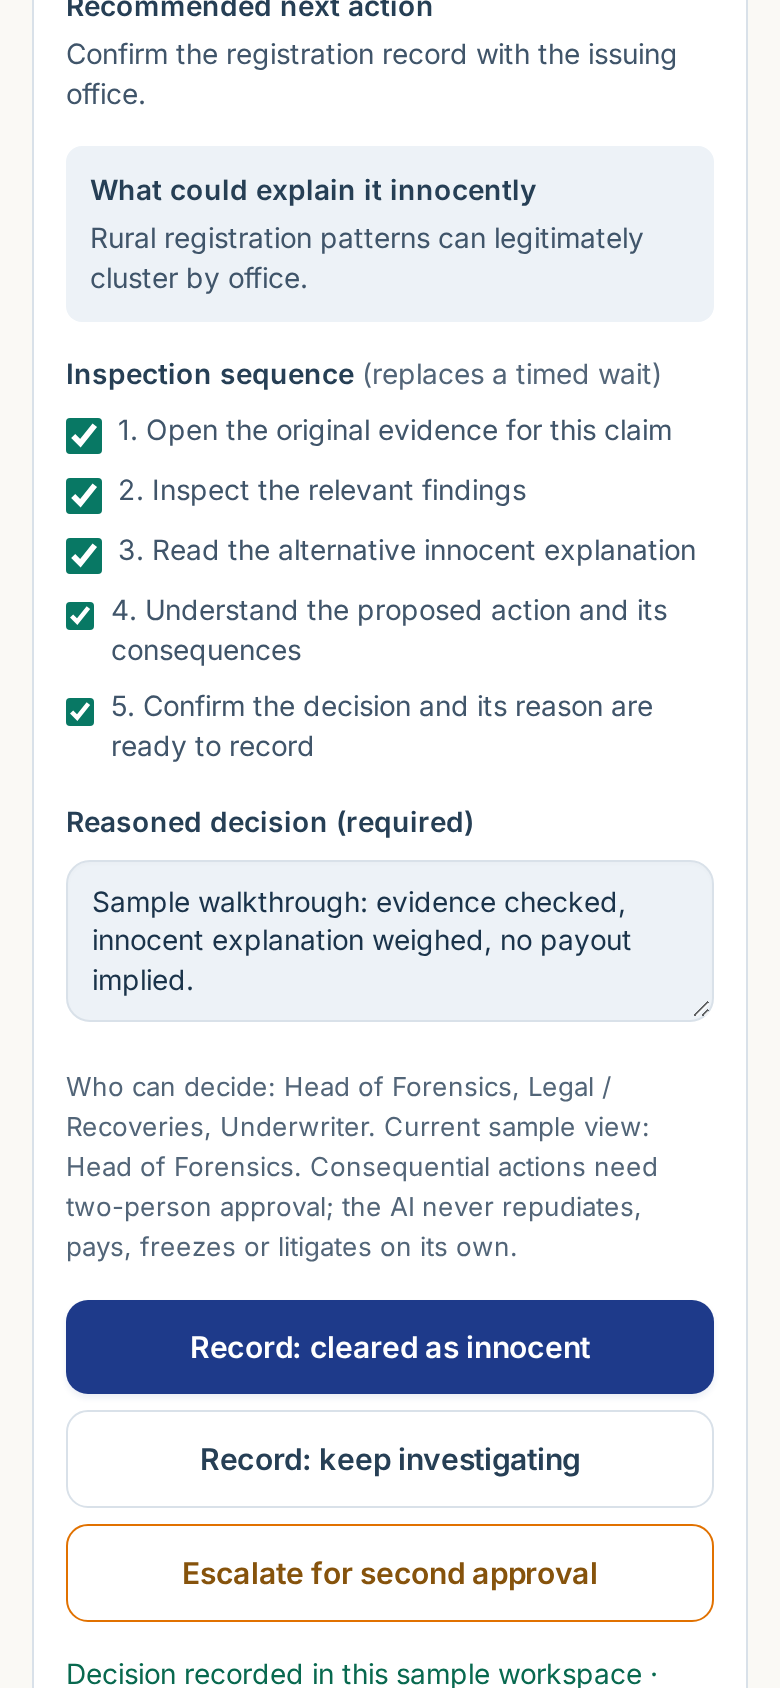 Recommended next action
Confirm the registration record with the issuing
office.
What could explain it innocently
Rural registration patterns can legitimately
cluster by office.
Inspection sequence (replaces a timed wait)
1. Open the original evidence for this claim
2. Inspect the relevant findings
3. Read the alternative innocent explanation
4. Understand the proposed action and its
consequences
5. Confirm the decision and its reason are
ready to record
Reasoned decision (required)
Sample walkthrough: evidence checked,
innocent explanation weighed, no payout
implied.
Who can decide: Head of Forensics, Legal /
Recoveries, Underwriter. Current sample view:
Head of Forensics. Consequential actions need
two-person approval; the AI never repudiates,
pays, freezes or litigates on its own.
Record: cleared as innocent
Record: keep investigating
Escalate for second approval
Decision recorded in this sample workspace ·